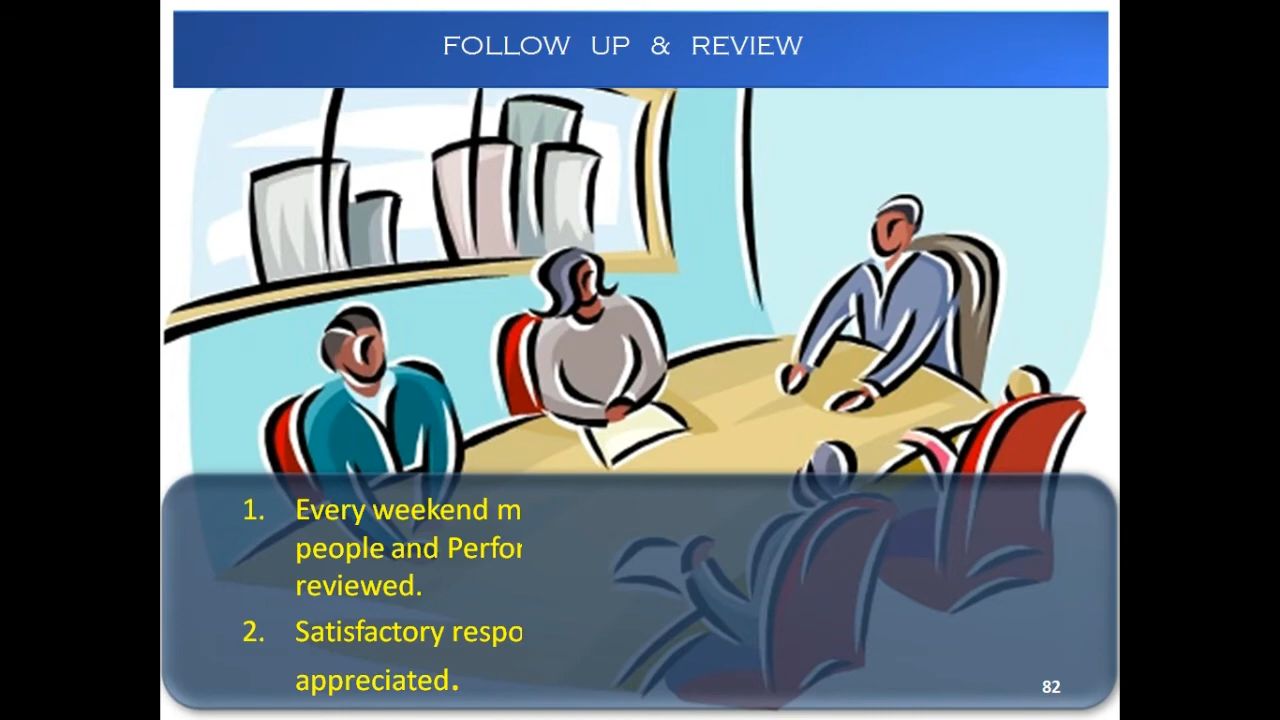 FOLLOW UP & REVIEW
1. Every weekend m
people and Perfor
reviewed.
2. Satisfactory respo
appreciated.
82